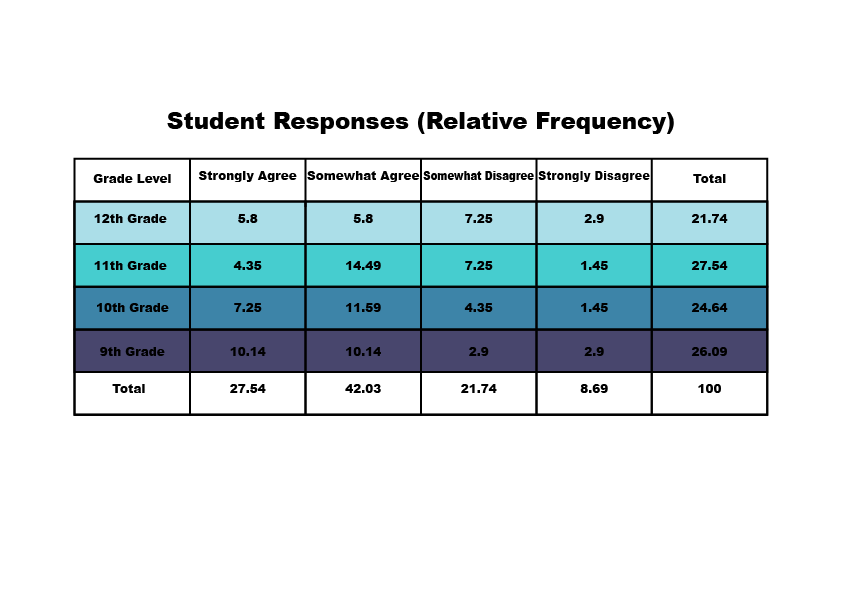 Student Responses (Relative Frequency)
Grade Level Strongly Agree Somewhat Agree Somewhat Disagree Strongly Disagree Total
12th Grade 5.8 5.8 7.25 2.9 21.74
11th Grade 4.35 14.49 7.25 1.45 27.54
10th Grade 7.25 11.59 4.35 1.45 24.64
9th Grade 10.14 10.14 2.9 2.9 26.09
Total 27.54 42.03 21.74 8.69 100